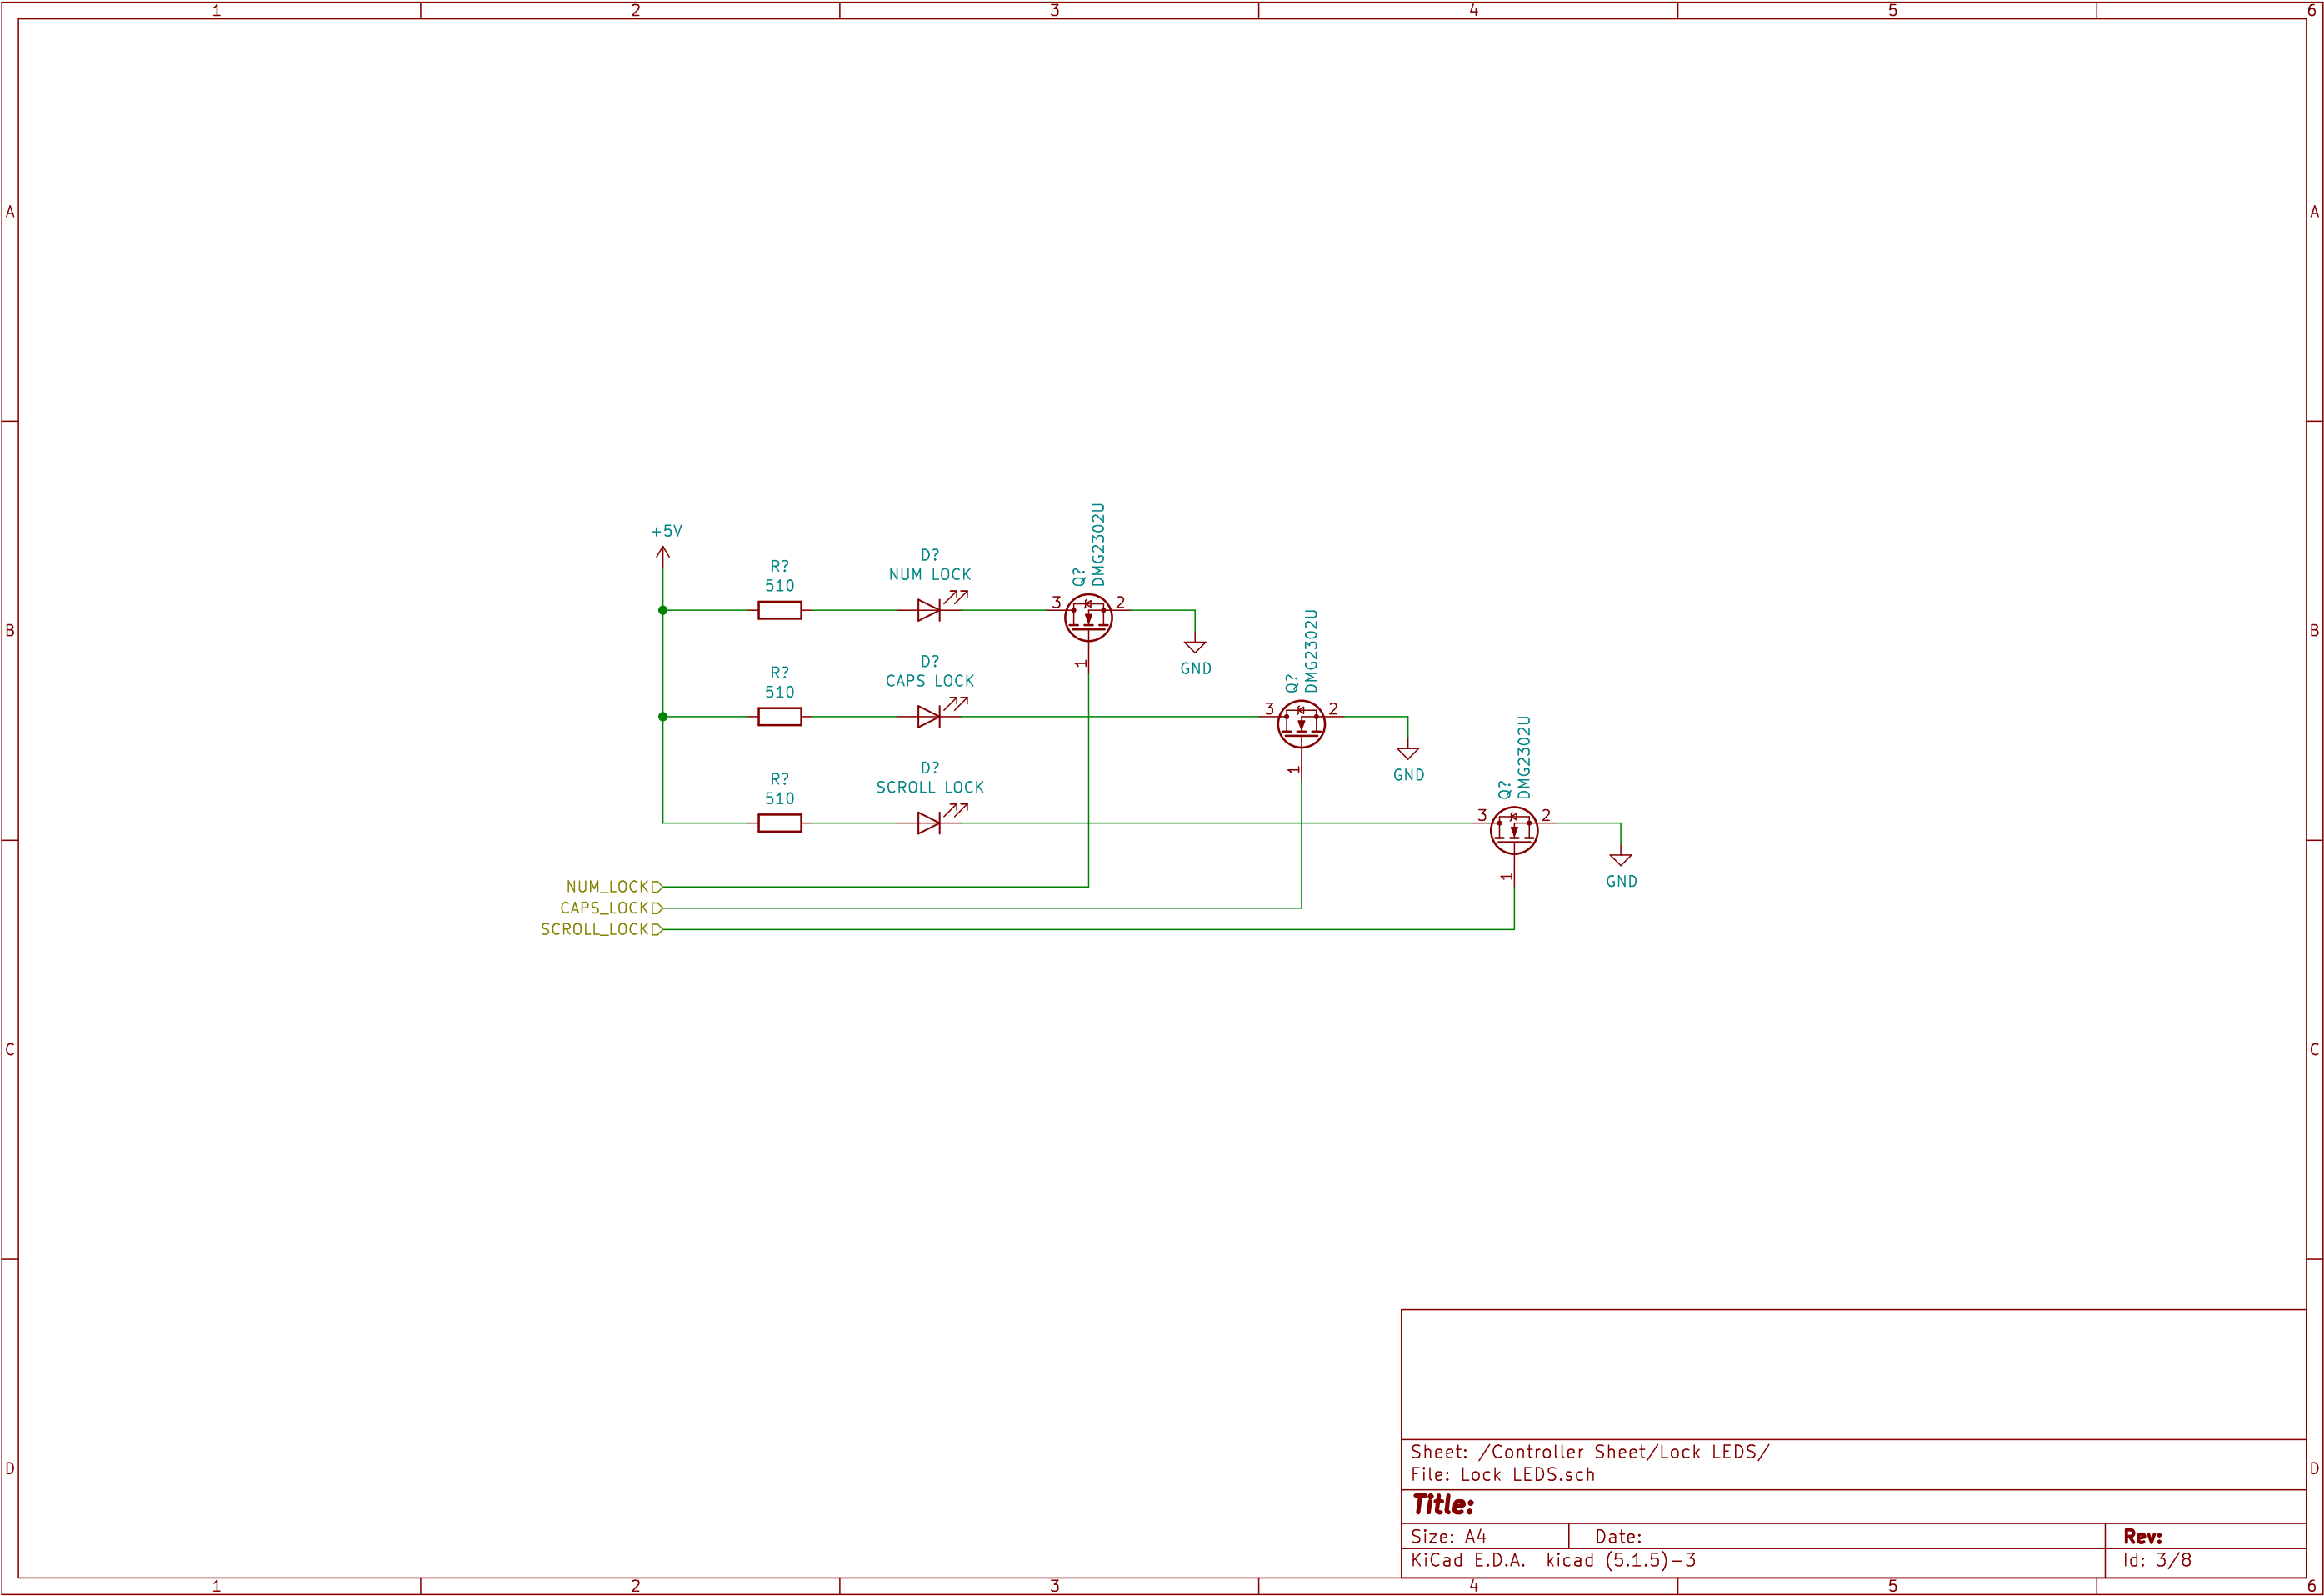 1 2 3 4 5 6
A A
+5V
R?
510
D?
NUM LOCK
Q?
DMG2302U
3 2
1
GND
B B
R?
510
D?
CAPS LOCK
Q?
DMG2302U
3 2
1
GND
R?
510
D?
SCROLL LOCK
Q?
DMG2302U
3 2
1
GND
NUM_LOCK
CAPS_LOCK
SCROLL_LOCK
C C
Sheet: /Controller Sheet/Lock LEDS/
File: Lock LEDS.sch
D D
Title:
Size: A4 Date: Rev:
KiCad E.D.A. kicad (5.1.5)-3 Id: 3/8
1 2 3 4 5 6